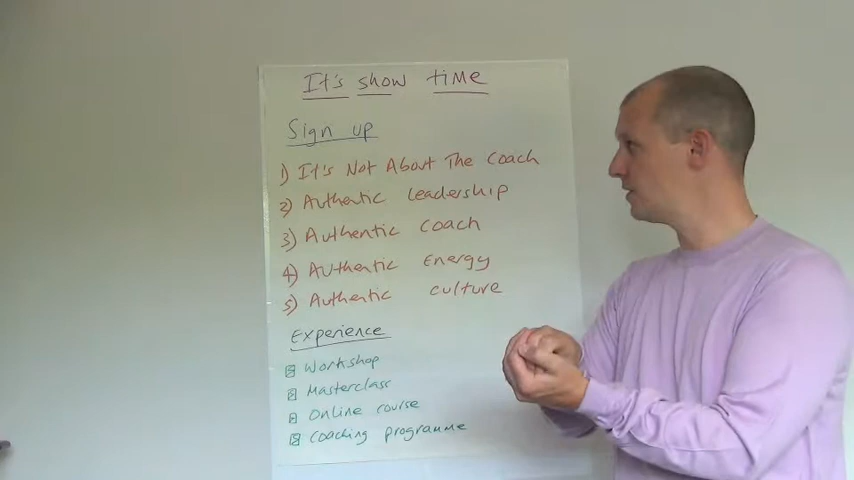 It's show time
Sign up
1) It's Not About The Coach
2) Authentic leadership
3) Authentic coach
4) Authentic Energy
5) Authentic culture
Experience
Workshop
Masterclass
Online course
Coaching programme